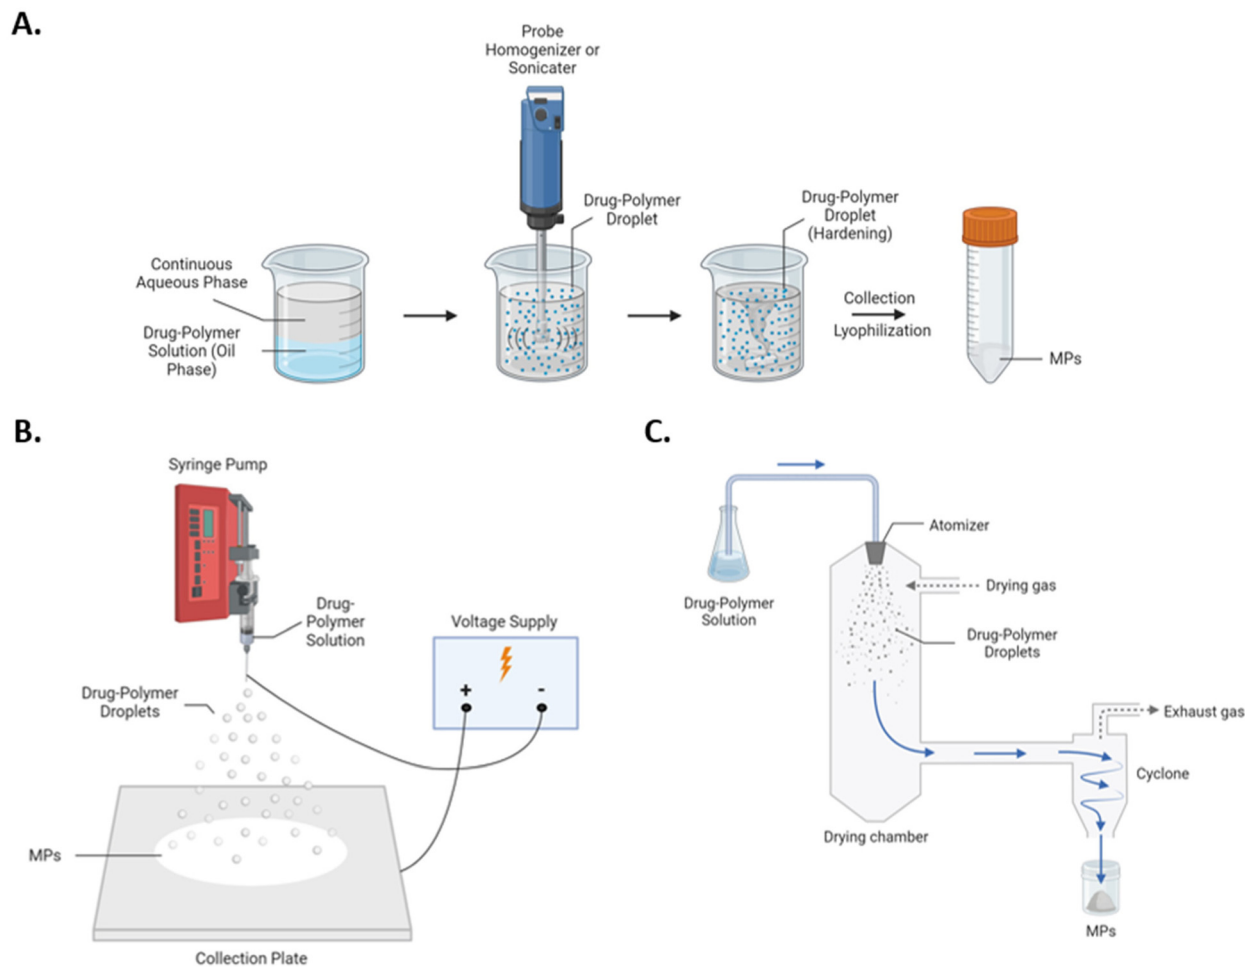 A.
Probe
Homogenizer or
Sonicater
Drug-Polymer
Droplet
Drug-Polymer
Droplet
(Hardening)
Continuous
Aqueous Phase
Drug-Polymer
Solution (Oil
Phase)
Collection
Lyophilization
MPs
B.
Syringe Pump
Drug-
Polymer
Solution
Voltage Supply
+
-
Drug-Polymer
Droplets
MPs
Collection Plate
C.
Atomizer
Drying gas
Drug-Polymer
Solution
Drug-Polymer
Droplets
Exhaust gas
Cyclone
Drying chamber
MPs